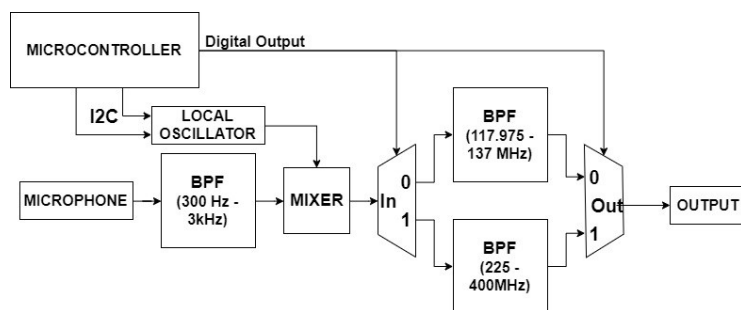 MICROCONTROLLER
Digital Output
I2C
LOCAL
OSCILLATOR
BPF
(117.975 -
137 MHz)
MICROPHONE
BPF
(300 Hz -
3kHz)
MIXER
In
0
1
0
Out
1
OUTPUT
BPF
(225 -
400MHz)